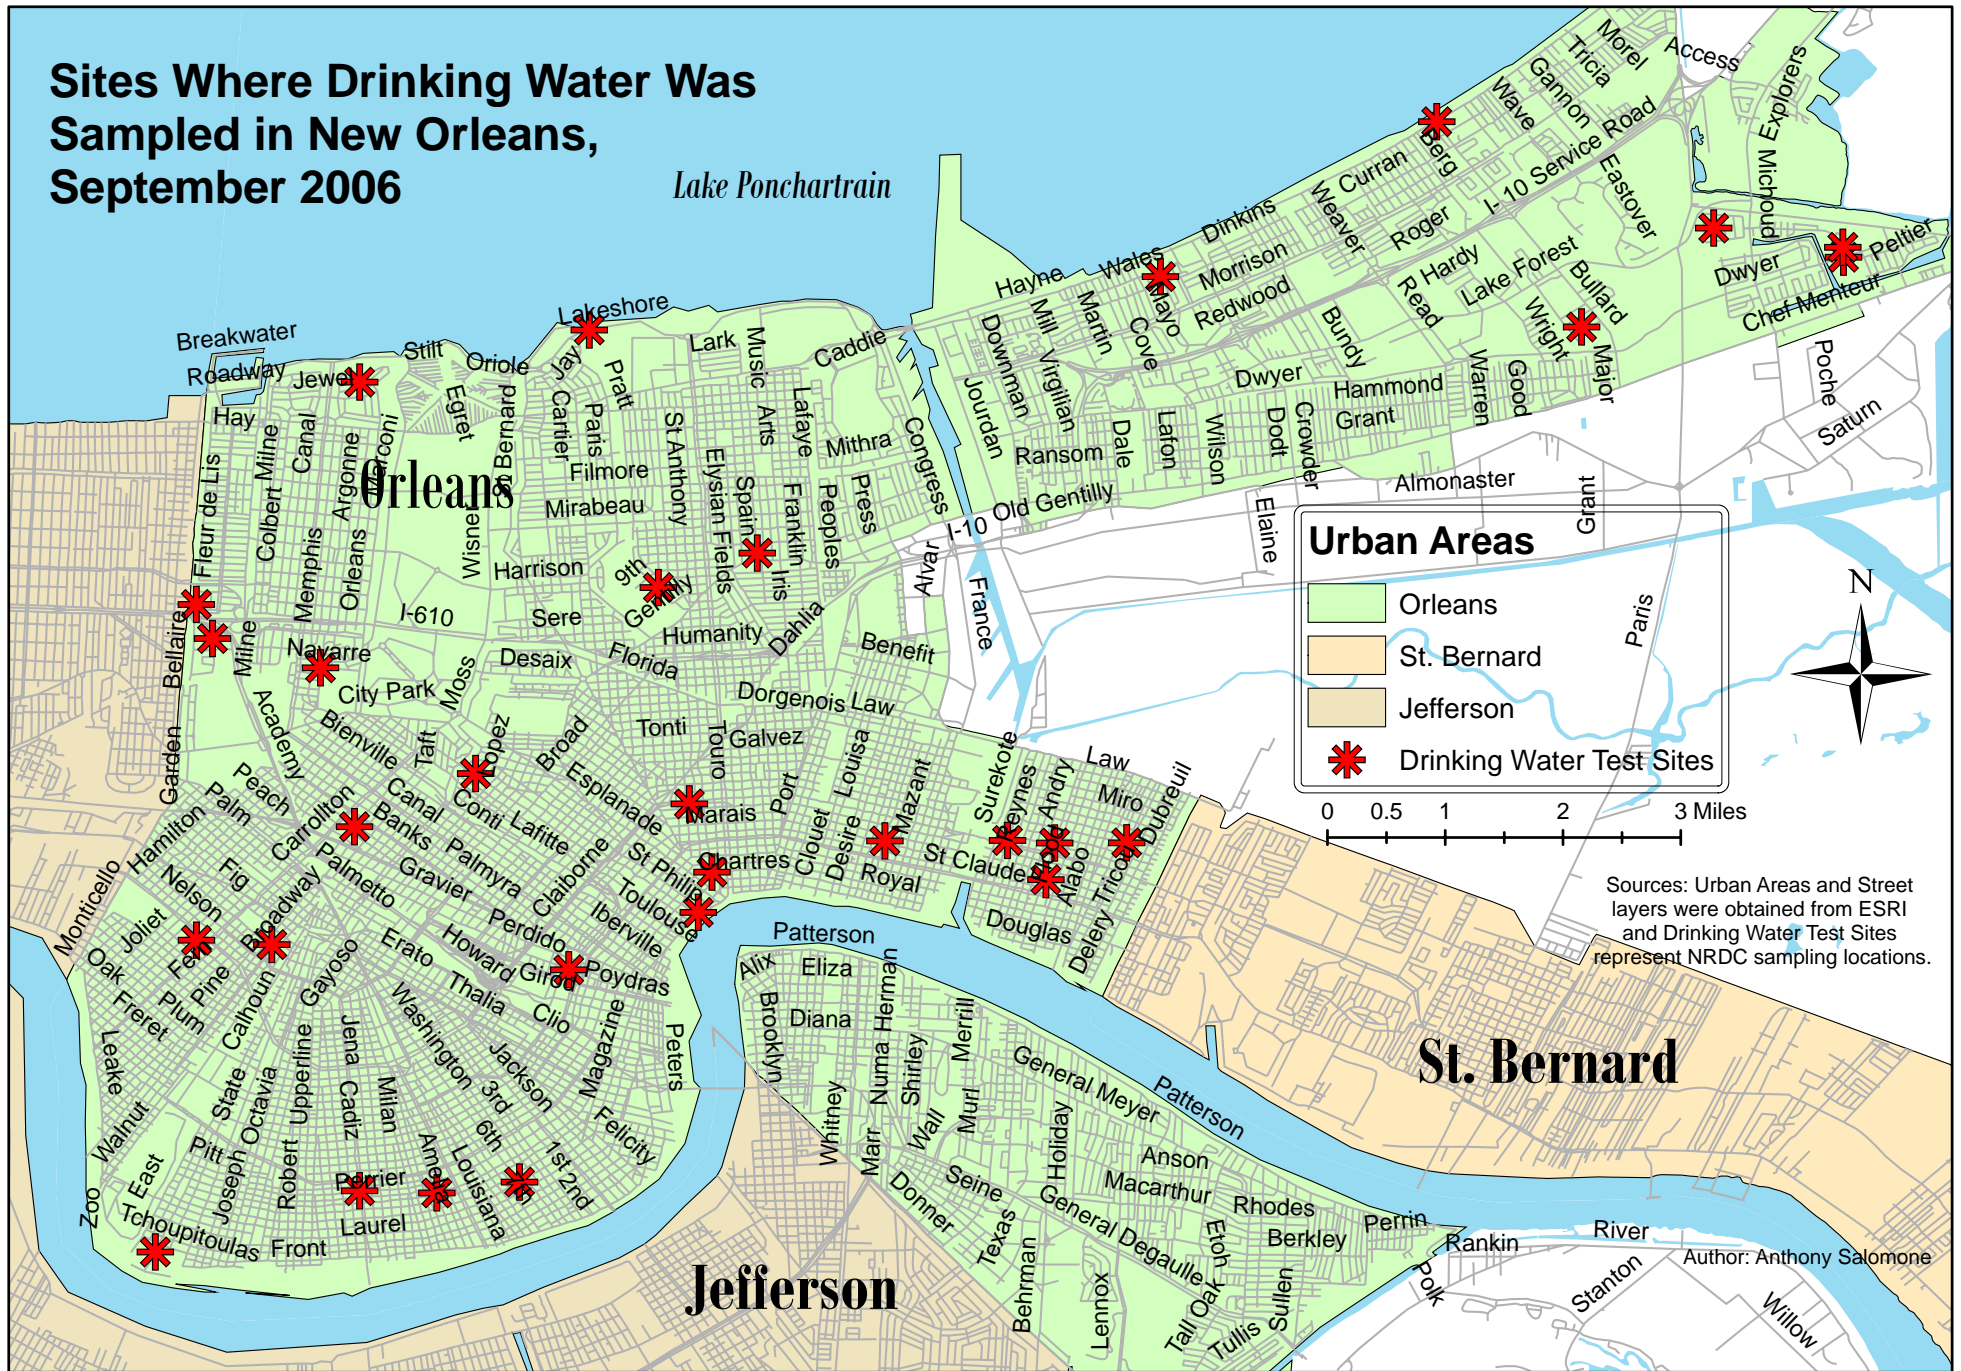 Sites Where Drinking Water Was
Sampled in New Orleans,
September 2006
Lake Ponchartrain
Morel
Tricia
Gannon
Wave
Access
Explorers
Michoud
Berg
Curran
I- 10 Service Road
Eastover
Weaver
Dinkins
Roger
Peltier
Dwyer
Chef Menteur
Hayne
Wales
Morrison
Redwood
Mayo
Hardy
Read
Lake Forest
Bullard
Wright
Major
Lakeshore
Breakwater
Roadway
Jewel
Stilt
Oriole
Jay
Pratt
Lark
Music
Caddie
Mill
Martin
Cove
Downman
Virgilian
Bundy
Dwyer
Hammond
Grant
Warren
Good
Poche
Saturn
Hay
Milne
Canal
Argonne
Marconi
Egret
St Bernard
Cartier
Paris
St Anthony
Arts
Lafaye
Mithra
Congress
Jourdan
Ransom
Dale
Lafon
Wilson
Dodt
Crowder
Orleans
Fleur de Lis
Colbert
Memphis
Orleans
Wisner
Filmore
Mirabeau
Elysian Fields
Spain
Franklin
Peoples
Press
Old Gentilly
I-10
Elaine
Almonaster
Grant
Harrison
9th
Gentilly
Iris
Alvar
France
Paris
I-610
Sere
Humanity
Dahlia
Benefit
Bellaire
Milne
Navarre
City Park
Moss
Desaix
Florida
Dorgenois
Law
Garden
Academy
Bienville
Taft
Lopez
Broad
Tonti
Touro
Galvez
Louisa
Port
Surekote
Law
Peach
Palm
Hamilton
Carrollton
Canal
Banks
Conti
Lafitte
Esplanade
Marais
Clouet
Desire
Mazant
Reynes
Andry
Miro
Dubreuil
Monticello
Nelson
Fig
Palmetto
Gravier
Palmyra
Claiborne
St Philip
Chartres
Royal
St Claude
Flood
Alabo
Tricou
Joliet
Fern
Broadway
Perdido
Toulouse
Iberville
Douglas
Delery
Oak
Freret
Plum
Pine
Gayoso
Erato
Howard
Girod
Poydras
Patterson
Alix
Eliza
Leake
Calhoun
Washington
Thalia
Clio
Magazine
Peters
Brooklyn
Diana
Numa Herman
Merrill
Walnut
State
Octavia
Upperline
Jena
Cadiz
Milan
Jackson
3rd
6th
Felicity
Shirley
Wall
Murl
Whitney
General Meyer
Patterson
Zoo
East
Pitt
Joseph
Robert
Perrier
Amelia
Louisiana
7th
1st
2nd
Marr
Donner
Seine
Holiday
Anson
Macarthur
Rhodes
Berkley
Perrin
Tchoupitoulas
Front
Laurel
Texas
Behrman
General Degaulle
Etoh
Lennox
Tall Oak
Tullis
Sullen
Rankin
Polk
River
Stanton
Willow
Jefferson
St. Bernard
Urban Areas
Orleans
St. Bernard
Jefferson
Drinking Water Test Sites
0 0.5 1 2 3 Miles
N
Sources: Urban Areas and Street
layers were obtained from ESRI
and Drinking Water Test Sites
represent NRDC sampling locations.
Author: Anthony Salomone